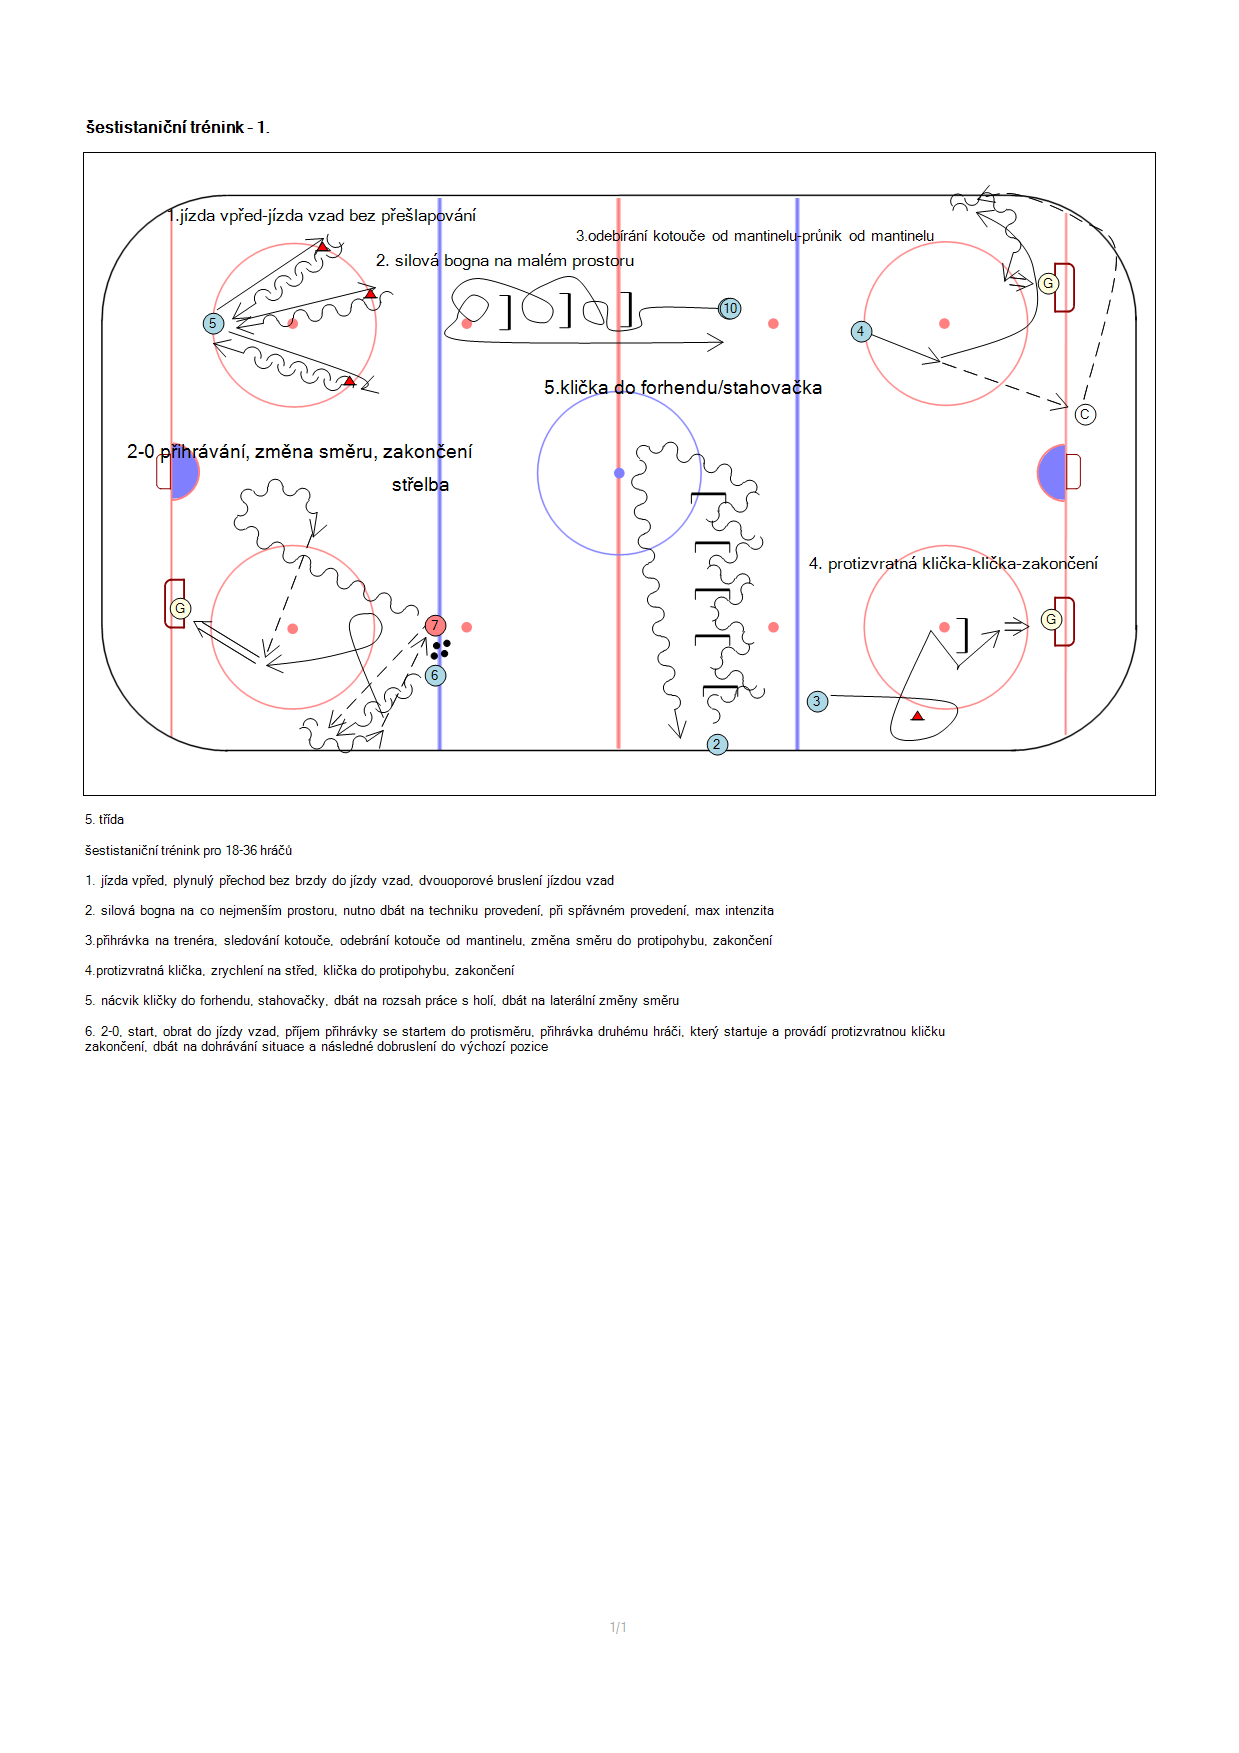 šestistaniční trénink - 1.
1.jízda vpřed-jízda vzad bez přešlapování
3.odebírání kotouče od mantinelu-průnik od mantinelu
2. silová bogna na malém prostoru
G
10
5
4
5.klička do forhendu/stahovačka
C
2-0 přihrávání, změna směru, zakončení
střelba
4. protizvratná klička-klička-zakončení
G
7
G
6
3
2
5. třída
šestistaniční trénink pro 18-36 hráčů
1. jízda vpřed, plynulý přechod bez brzdy do jízdy vzad, dvouoporové bruslení jízdou vzad
2. silová bogna na co nejmenším prostoru, nutno dbát na techniku provedení, při spřávném provedení, max intenzita
3.přihrávka na trenéra, sledování kotouče, odebrání kotouče od mantinelu, změna směru do protipohybu, zakončení
4.protizvratná klička, zrychlení na střed, klička do protipohybu, zakončení
5. nácvik kličky do forhendu, stahovačky, dbát na rozsah práce s holí, dbát na laterální změny směru
6. 2-0, start, obrat do jízdy vzad, příjem přihrávky se startem do protisměru, přihrávka druhému hráči, který startuje a provádí protizvratnou kličku
zakončení, dbát na dohrávání situace a následné dobruslení do výchozí pozice
1/1